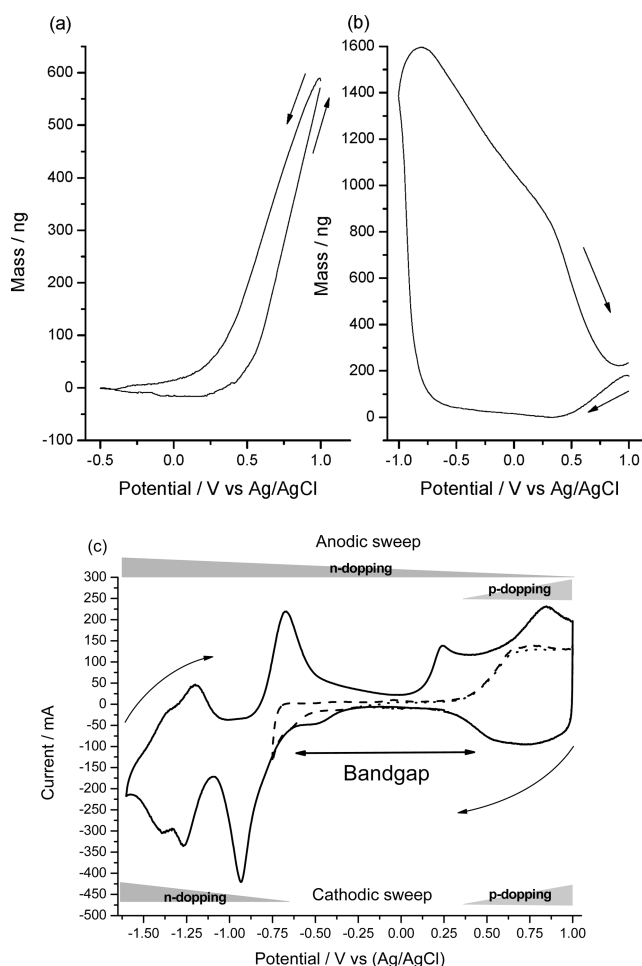 (a)
600
500
400
300
200
100
0
-100
Mass / ng
-0.5 0.0 0.5 1.0
Potential / V vs Ag/AgCl
(b)
1600
1400
1200
1000
800
600
400
200
0
Mass / ng
-1.0 -0.5 0.0 0.5 1.0
Potential / V vs Ag/AgCl
(c)
Anodic sweep
n-dopping
p-dopping
300
250
200
150
100
50
0
-50
-100
-150
-200
-250
-300
-350
-400
-450
-500
Current / mA
Bandgap
n-dopping
Cathodic sweep
p-dopping
-1.50 -1.25 -1.00 -0.75 -0.50 -0.25 0.00 0.25 0.50 0.75 1.00
Potential / V vs (Ag/AgCl)